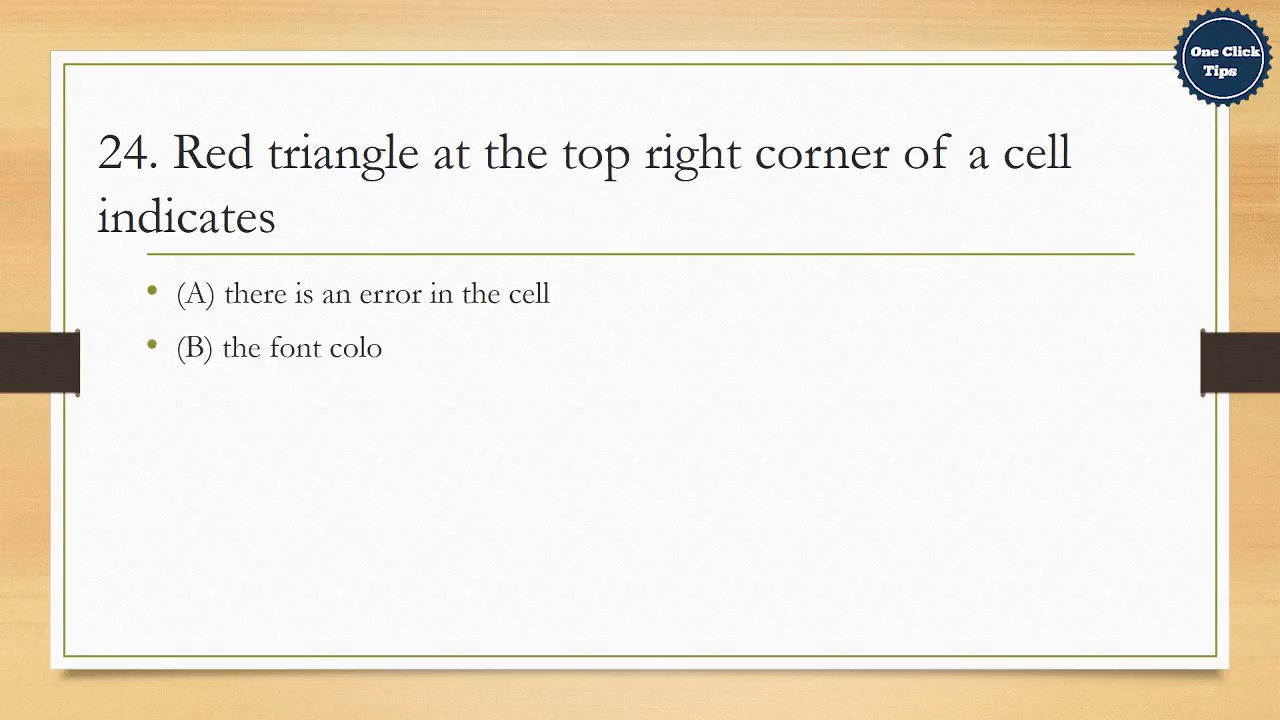 One Click
Tips
24. Red triangle at the top right corner of a cell
indicates
(A) there is an error in the cell
(B) the font colo